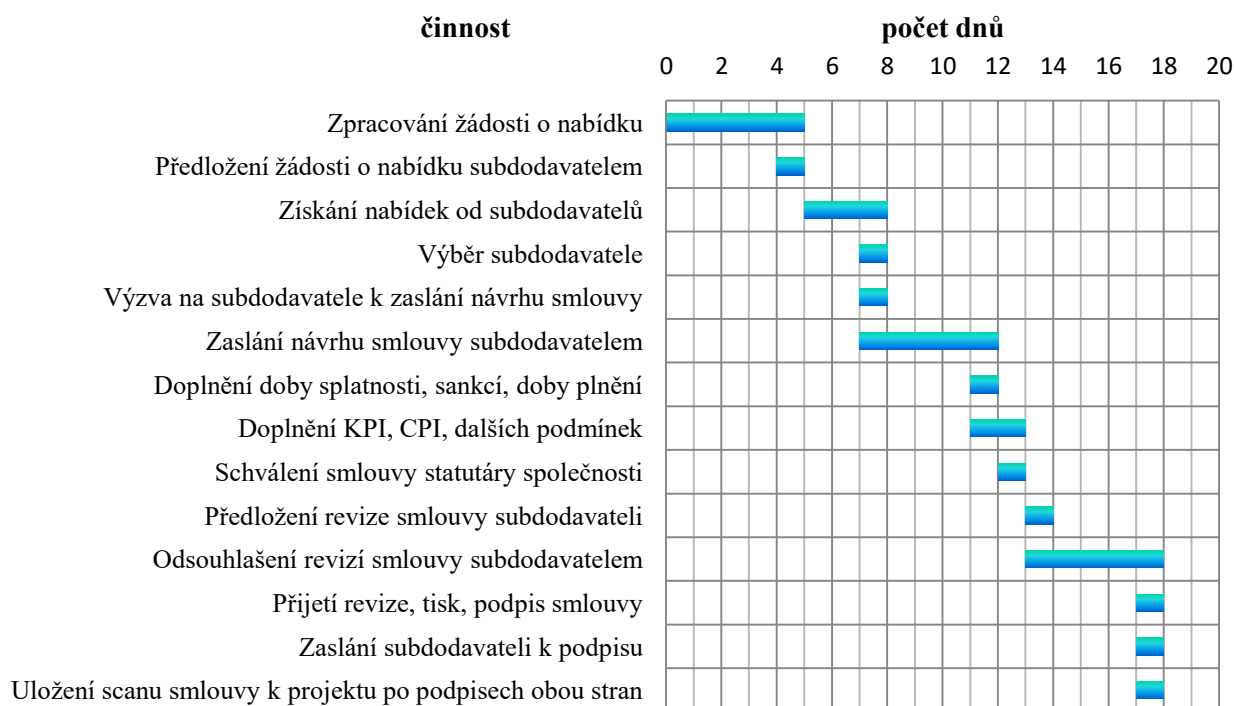 činnost
počet dnů
0 2 4 6 8 10 12 14 16 18 20
Zpracování žádosti o nabídku
Předložení žádosti o nabídku subdodavatelem
Získání nabídek od subdodavatelů
Výběr subdodavatele
Výzva na subdodavatele k zaslání návrhu smlouvy
Zaslání návrhu smlouvy subdodavatelem
Doplnění doby splatnosti, sankcí, doby plnění
Doplnění KPI, CPI, dalších podmínek
Schválení smlouvy statutáry společnosti
Předložení revize smlouvy subdodavateli
Odsouhlašení revizí smlouvy subdodavatelem
Přijetí revize, tisk, podpis smlouvy
Zaslání subdodavateli k podpisu
Uložení scanu smlouvy k projektu po podpisech obou stran